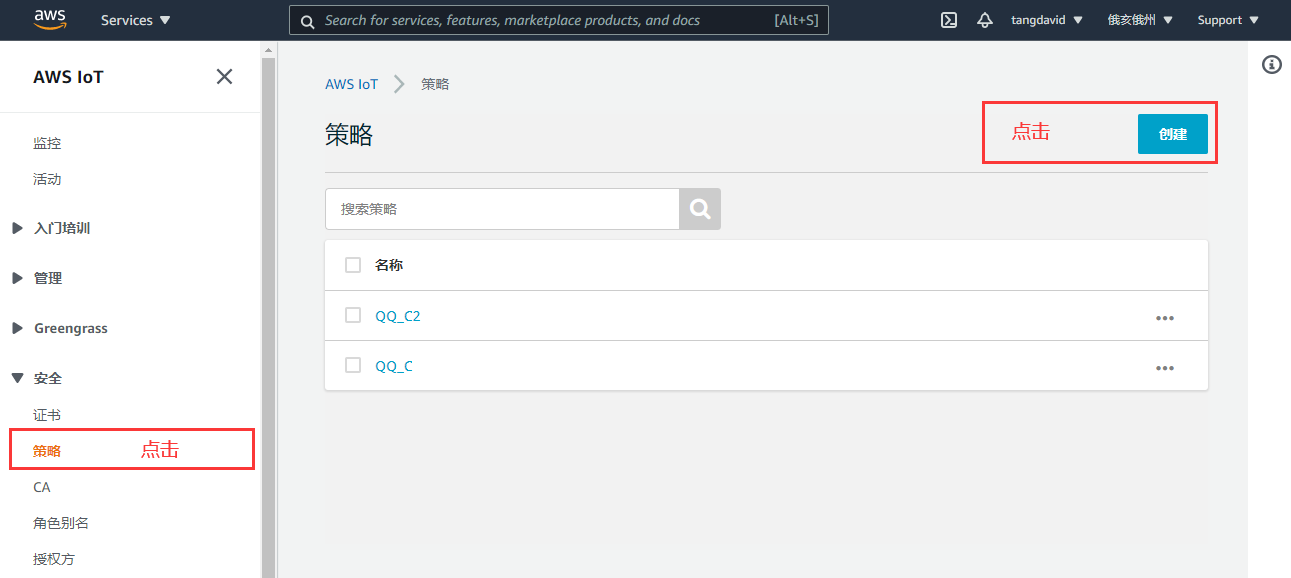 aws
Services
Search for services, features, marketplace products, and docs
[Alt+S]
tangdavid
俄亥俄州
Support
AWS IoT
监控
活动
入门培训
管理
Greengrass
安全
证书
策略
点击
CA
角色别名
授权方
AWS IoT
策略
策略
点击
创建
搜索策略
名称
QQ_C2
QQ_C